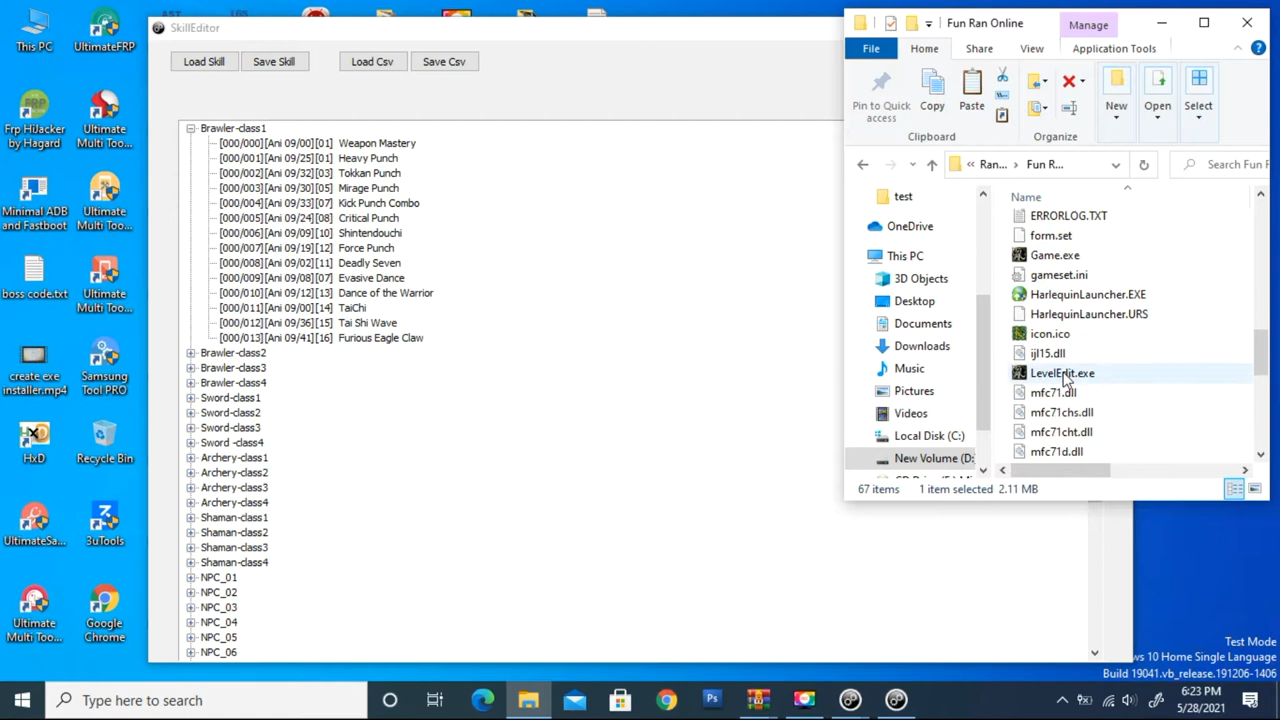 This PC
UltimateFRP
Frp HiJacker by Hagard
Ultimate Multi Too...
Minimal ADB and Fastboot
Ultimate Multi Too...
boss code.txt
Ultimate Multi Too...
create exe installer.mp4
Samsung Tool PRO
HxD
Recycle Bin
UltimateSa...
3uTools
Ultimate Multi Too...
Google Chrome
SkillEditor
Load Skill
Save Skill
Load Csv
Save Csv
Brawler-class1
[000/000][Ani 09/00][01] Weapon Mastery
[000/001][Ani 09/25][01] Heavy Punch
[000/002][Ani 09/32][03] Tokkan Punch
[000/003][Ani 09/30][05] Mirage Punch
[000/004][Ani 09/33][07] Kick Punch Combo
[000/005][Ani 09/24][08] Critical Punch
[000/006][Ani 09/09][10] Shintendouchi
[000/007][Ani 09/19][12] Force Punch
[000/008][Ani 09/02][11] Deadly Seven
[000/009][Ani 09/08][07] Evasive Dance
[000/010][Ani 09/12][13] Dance of the Warrior
[000/011][Ani 09/00][14] TaiChi
[000/012][Ani 09/36][15] Tai Shi Wave
[000/013][Ani 09/41][16] Furious Eagle Claw
Brawler-class2
Brawler-class3
Brawler-class4
Sword-class1
Sword-class2
Sword-class3
Sword -class4
Archery-class1
Archery-class2
Archery-class3
Archery-class4
Shaman-class1
Shaman-class2
Shaman-class3
Shaman-class4
NPC_01
NPC_02
NPC_03
NPC_04
NPC_05
NPC_06
Fun Ran Online
Manage
File
Home
Share
View
Application Tools
Pin to Quick access
Copy
Paste
New
Open
Select
Clipboard
Organize
« Ran... › Fun R...
Search Fun R
test
OneDrive
This PC
3D Objects
Desktop
Documents
Downloads
Music
Pictures
Videos
Local Disk (C:)
New Volume (D:
Name
ERRORLOG.TXT
form.set
Game.exe
gameset.ini
HarlequinLauncher.EXE
HarlequinLauncher.URS
icon.ico
ijl15.dll
LevelEdit.exe
mfc71.dll
mfc71chs.dll
mfc71cht.dll
mfc71d.dll
67 items
1 item selected 2.11 MB
Test Mode
ws 10 Home Single Language
Build 19041.vb_release.191206-1406
Type here to search
6:23 PM
5/28/2021